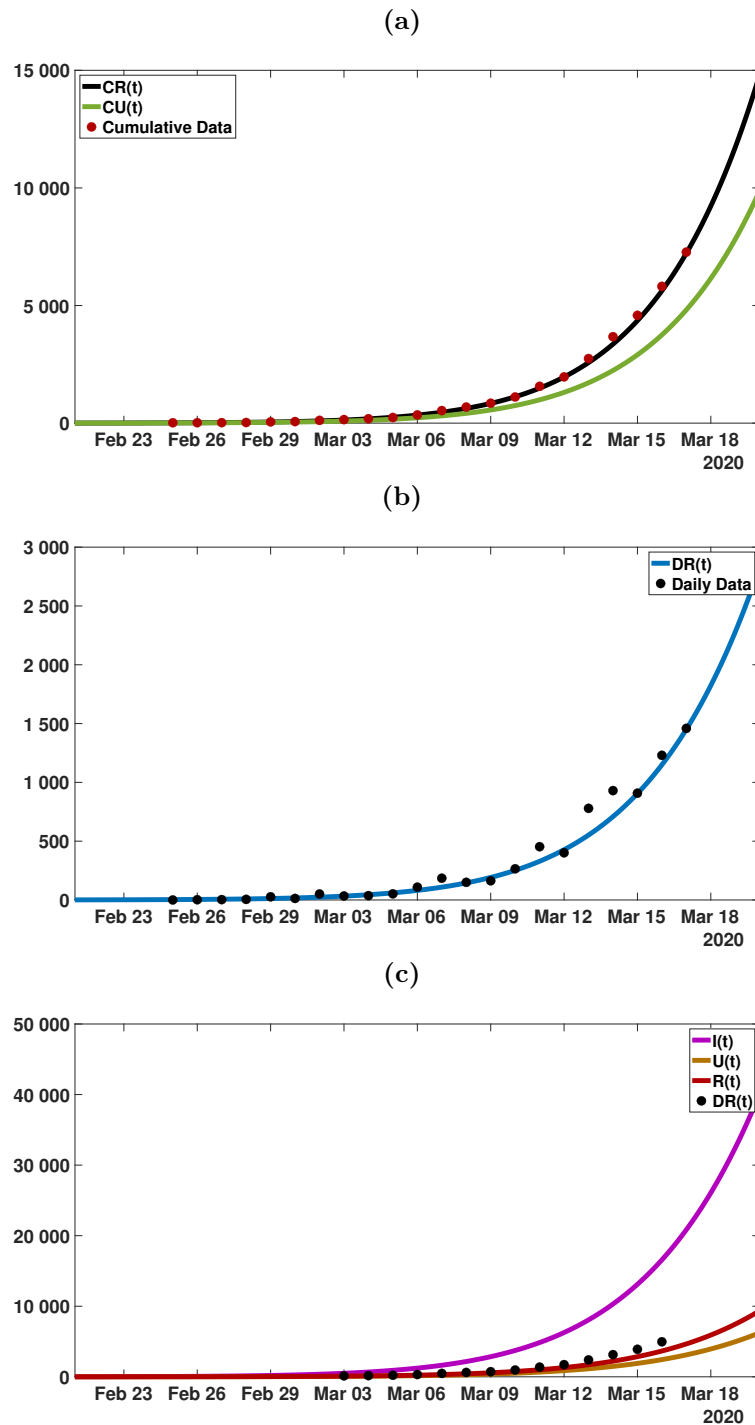 (a)
15 000
10 000
5 000
0
CR(t)
CU(t)
Cumulative Data
Feb 23 Feb 26 Feb 29 Mar 03 Mar 06 Mar 09 Mar 12 Mar 15 Mar 18
2020
(b)
3 000
2 500
2 000
1 500
1 000
500
0
DR(t)
Daily Data
Feb 23 Feb 26 Feb 29 Mar 03 Mar 06 Mar 09 Mar 12 Mar 15 Mar 18
2020
(c)
50 000
40 000
30 000
20 000
10 000
0
I(t)
U(t)
R(t)
DR(t)
Feb 23 Feb 26 Feb 29 Mar 03 Mar 06 Mar 09 Mar 12 Mar 15 Mar 18
2020